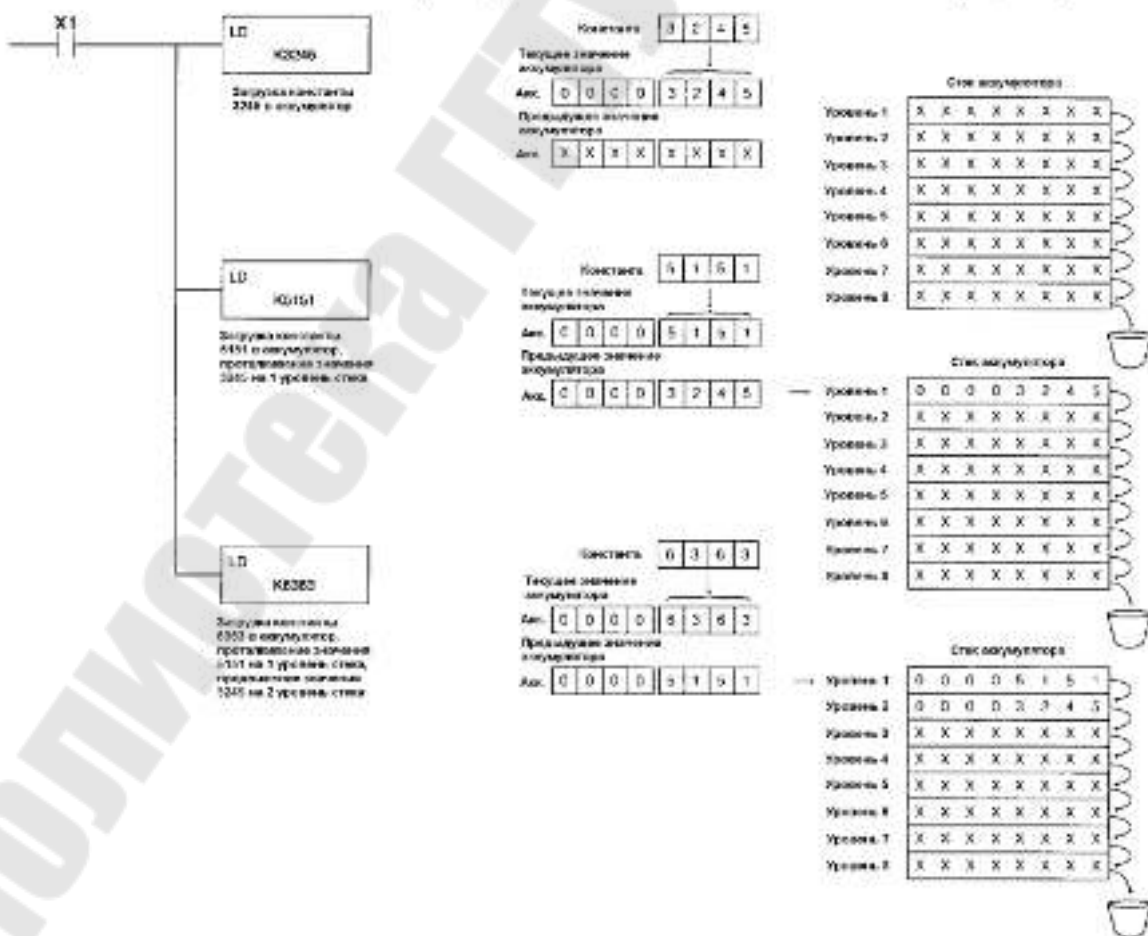 X1
LD
K3245
Загрузка константы
3245 в аккумулятор
Константа 3 2 4 5
Текущее значение
аккумулятора
Акк. 0 0 0 0 3 2 4 5
Предыдущее значение
аккумулятора
Акк. X X X X X X X X
Стек аккумулятора
Уровень 1 X X X X X X X X
Уровень 2 X X X X X X X X
Уровень 3 X X X X X X X X
Уровень 4 X X X X X X X X
Уровень 5 X X X X X X X X
Уровень 6 X X X X X X X X
Уровень 7 X X X X X X X X
Уровень 8 X X X X X X X X
LD
K5151
Загрузка константы
5151 в аккумулятор,
проталкивание значения
3245 на 1 уровень стека
Константа 5 1 5 1
Текущее значение
аккумулятора
Акк. 0 0 0 0 5 1 5 1
Предыдущее значение
аккумулятора
Акк. 0 0 0 0 3 2 4 5
Стек аккумулятора
Уровень 1 0 0 0 0 3 2 4 5
Уровень 2 X X X X X X X X
Уровень 3 X X X X X X X X
Уровень 4 X X X X X X X X
Уровень 5 X X X X X X X X
Уровень 6 X X X X X X X X
Уровень 7 X X X X X X X X
Уровень 8 X X X X X X X X
LD
K6363
Загрузка константы
6363 в аккумулятор,
проталкивание значения
5151 на 1 уровень стека,
проталкивание значения
3245 на 2 уровень стека
Константа 6 3 6 3
Текущее значение
аккумулятора
Акк. 0 0 0 0 6 3 6 3
Предыдущее значение
аккумулятора
Акк. 0 0 0 0 5 1 5 1
Стек аккумулятора
Уровень 1 0 0 0 0 5 1 5 1
Уровень 2 0 0 0 0 3 2 4 5
Уровень 3 X X X X X X X X
Уровень 4 X X X X X X X X
Уровень 5 X X X X X X X X
Уровень 6 X X X X X X X X
Уровень 7 X X X X X X X X
Уровень 8 X X X X X X X X